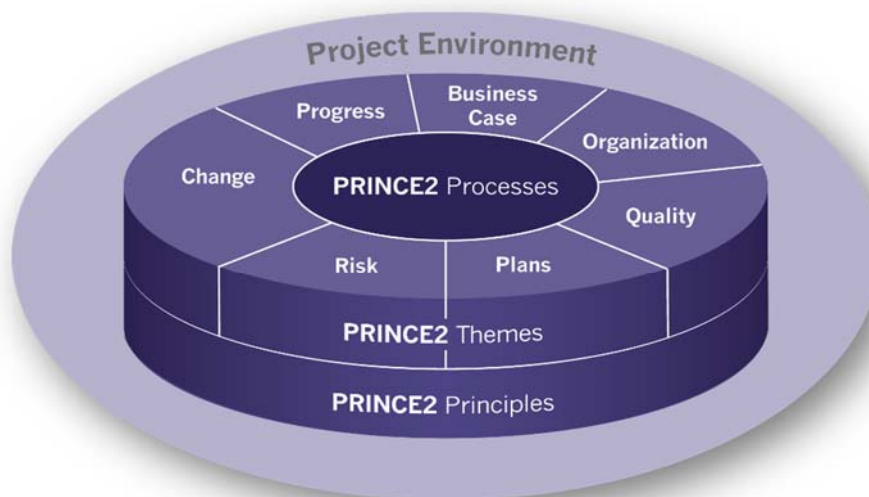 Project Environment
Progress
Business
Case
Organization
Change
PRINCE2 Processes
Quality
Risk
Plans
PRINCE2 Themes
PRINCE2 Principles